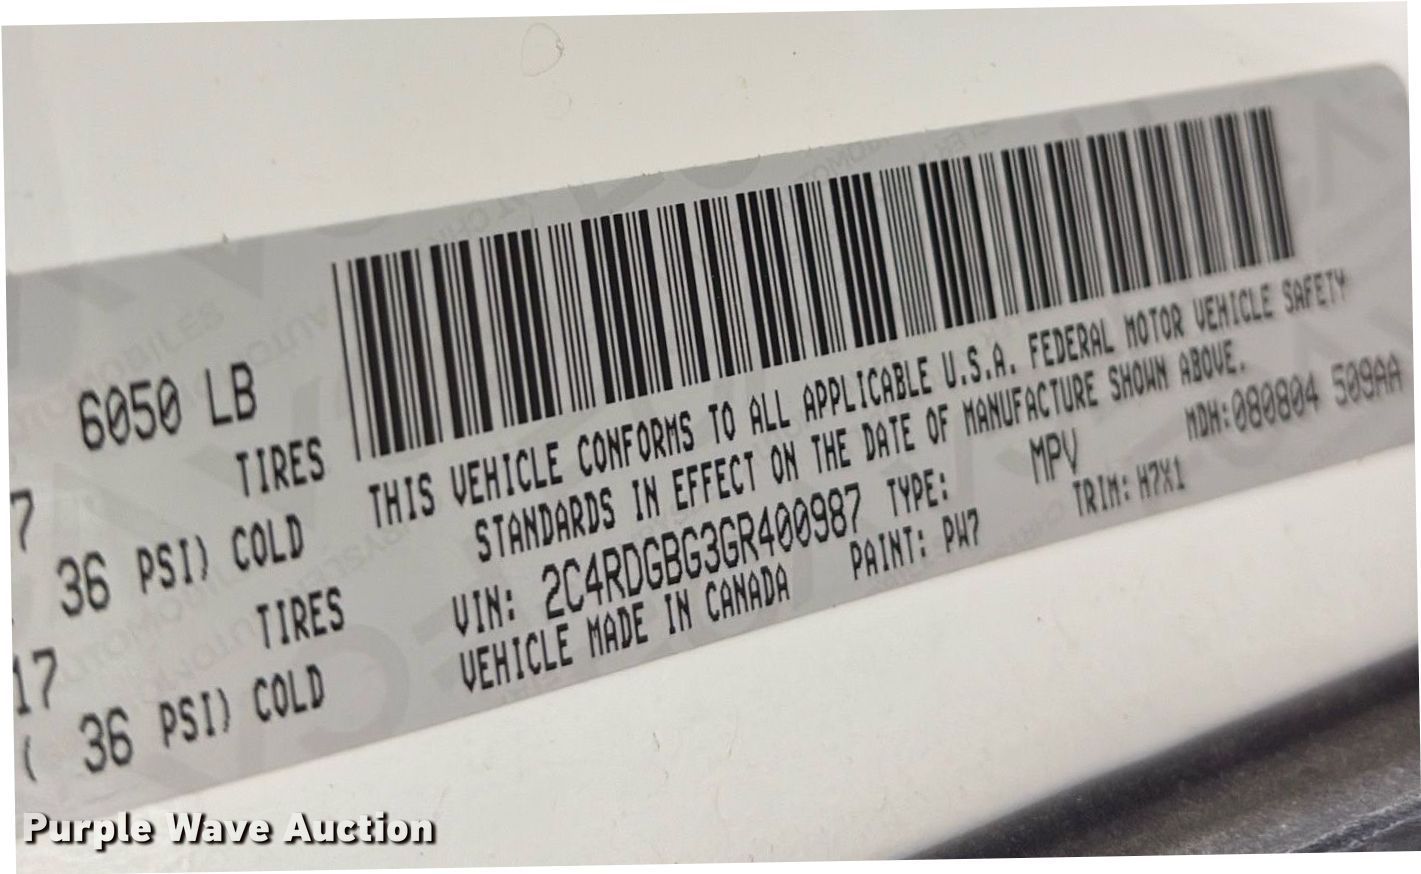 6050 LB
TIRES
7
36 PSI) COLD
TIRES
17
( 36 PSI) COLD
THIS VEHICLE CONFORMS TO ALL APPLICABLE U.S.A. FEDERAL MOTOR VEHICLE SAFETY
STANDARDS IN EFFECT ON THE DATE OF MANUFACTURE SHOWN ABOVE.
VIN: 2C4RDGBG3GR400987 TYPE: MPV MDH:080804 509AA
VEHICLE MADE IN CANADA PAINT: PW7 TRIM: H7X1
Purple Wave Auction